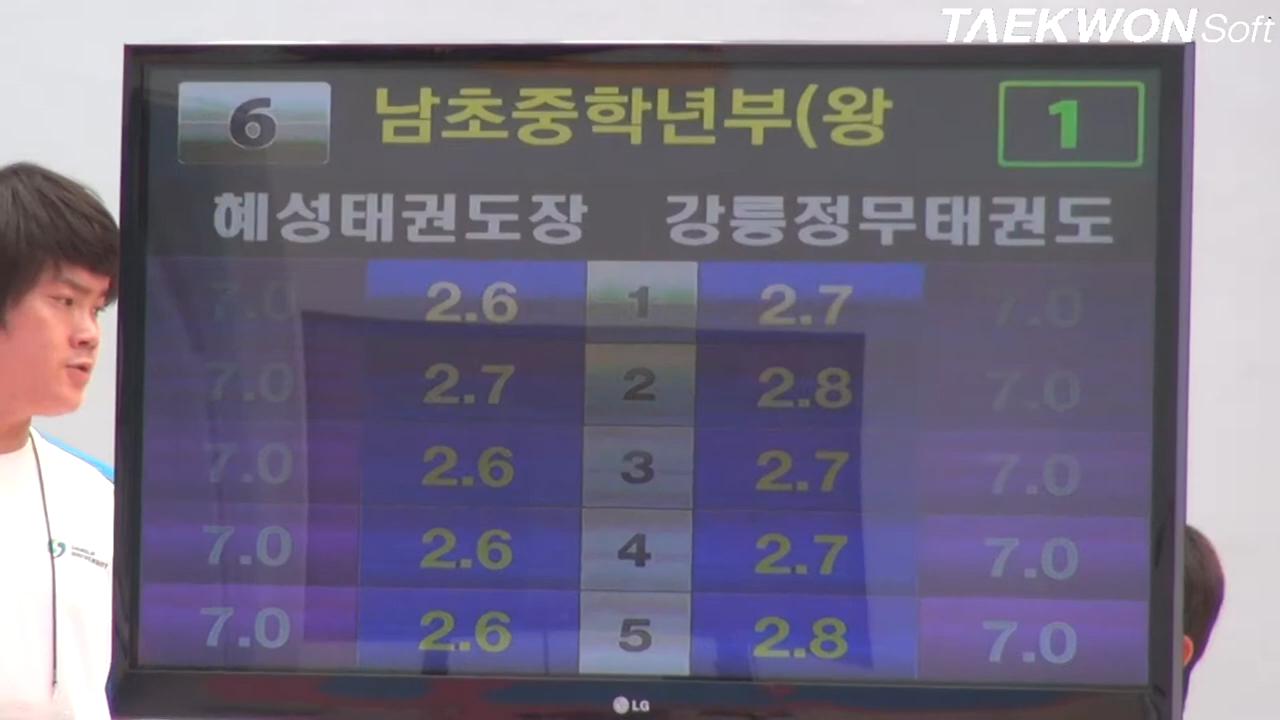 TAEKWON Soft
6 남초중학년부(왕 1
혜성태권도장 강릉정무태권도
7.0 2.6 1 2.7 7.0
7.0 2.7 2 2.8 7.0
7.0 2.6 3 2.7 7.0
7.0 2.6 4 2.7 7.0
7.0 2.6 5 2.8 7.0
LG